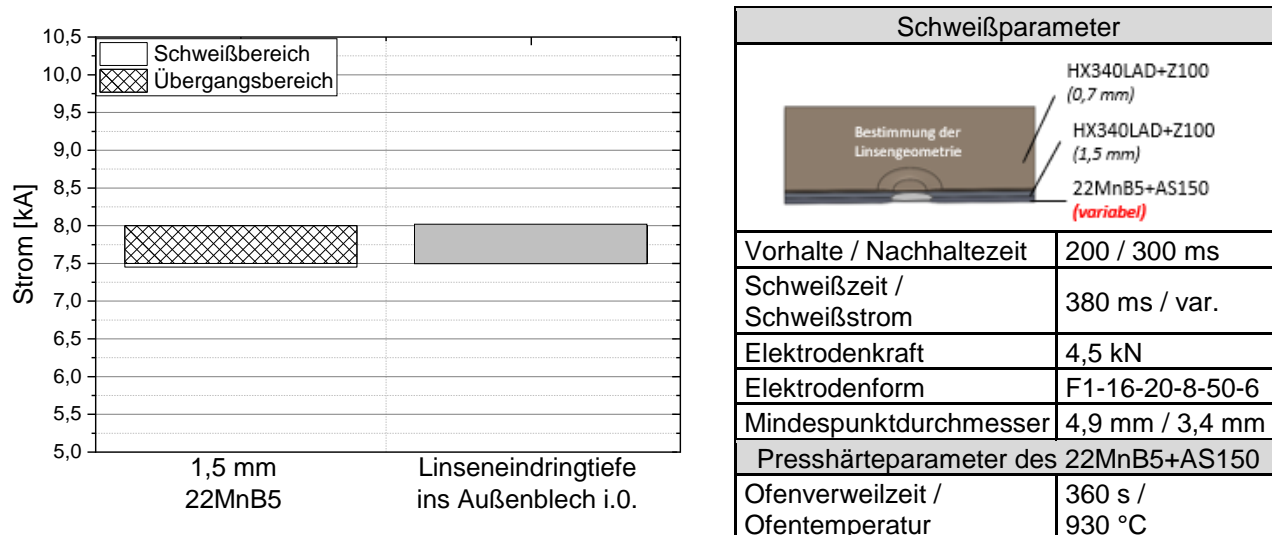 10,5
10,0
9,5
9,0
8,5
8,0
7,5
7,0
6,5
6,0
5,5
5,0
Strom [kA]
Schweißbereich
Übergangsbereich
1,5 mm
22MnB5
Linseneindringtiefe
ins Außenblech i.0.
Schweißparameter
Bestimmung der
Linsengeometrie
HX340LAD+Z100
(0,7 mm)
HX340LAD+Z100
(1,5 mm)
22MnB5+AS150
(variabel)
Vorhalte / Nachhaltezeit 200 / 300 ms
Schweißzeit /
Schweißstrom 380 ms / var.
Elektrodenkraft 4,5 kN
Elektrodenform F1-16-20-8-50-6
Mindespunktdurchmesser 4,9 mm / 3,4 mm
Presshärteparameter des 22MnB5+AS150
Ofenverweilzeit / 360 s /
Ofentemperatur 930 °C